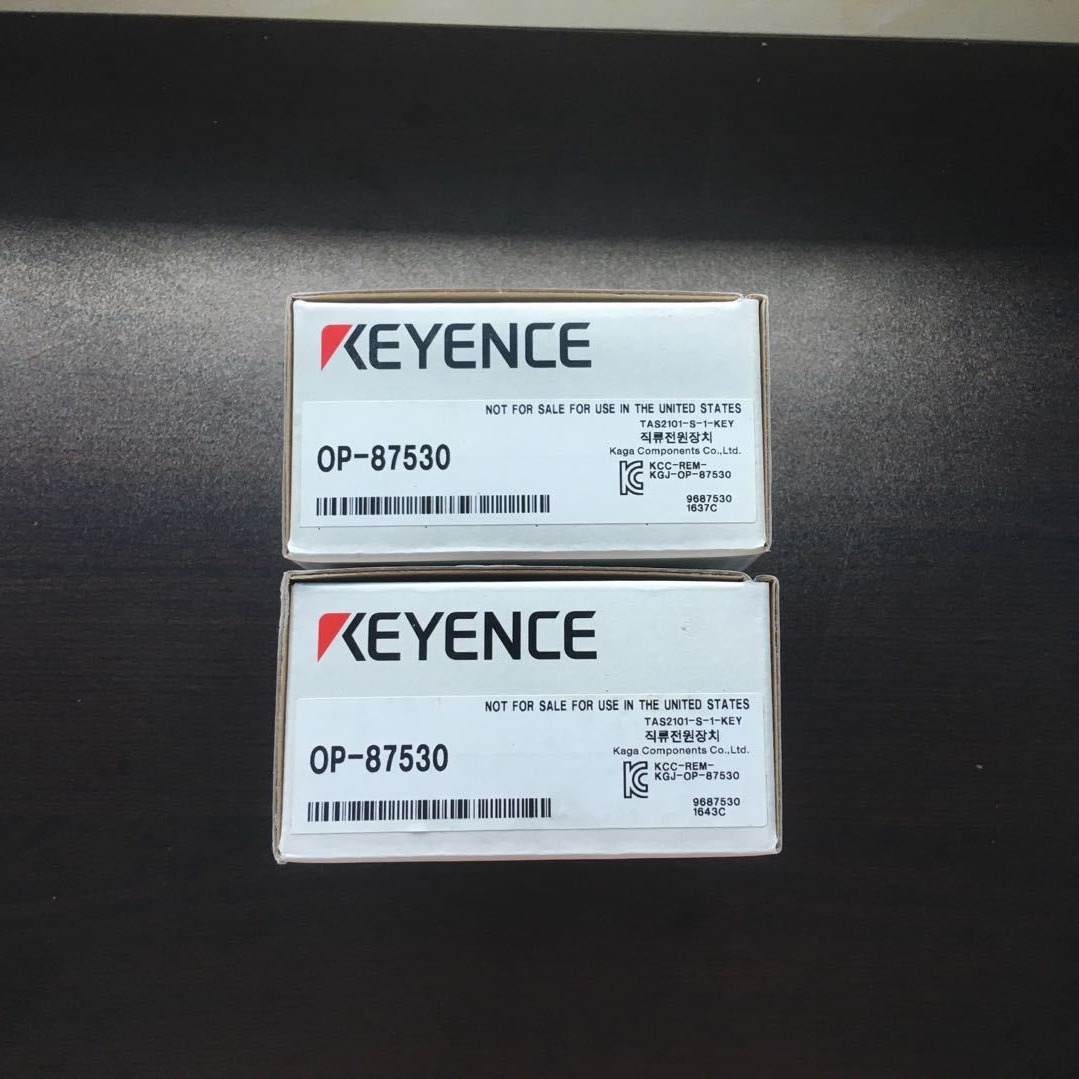 KEYENCE
NOT FOR SALE FOR USE IN THE UNITED STATES
TAS2101-S-1-KEY
직류전원장치
Kaga Components Co.,Ltd.
OP-87530
KCC-REM-
KGJ-OP-87530
9687530
1637C
KEYENCE
NOT FOR SALE FOR USE IN THE UNITED STATES
TAS2101-S-1-KEY
직류전원장치
Kaga Components Co.,Ltd.
OP-87530
KCC-REM-
KGJ-OP-87530
9687530
1643C